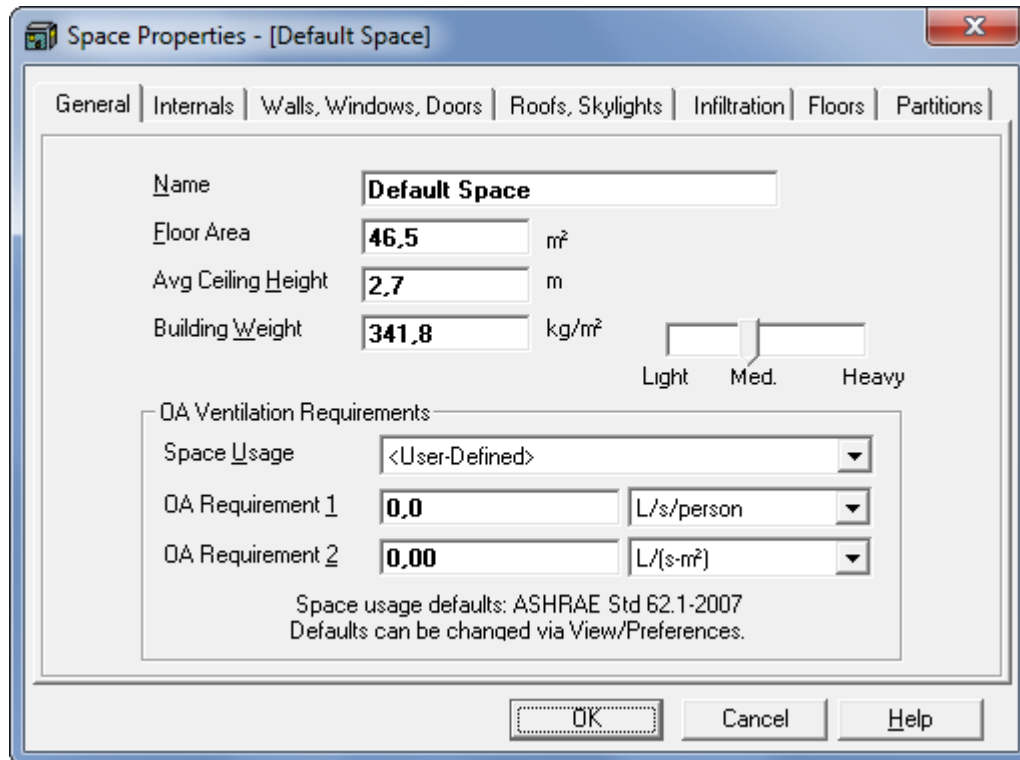 Space Properties - [Default Space]
General Internals Walls, Windows, Doors Roofs, Skylights Infiltration Floors Partitions
Name Default Space
Floor Area 46,5 m²
Avg Ceiling Height 2,7 m
Building Weight 341,8 kg/m²
Light Med. Heavy
OA Ventilation Requirements
Space Usage <User-Defined>
OA Requirement 1 0,0 L/s/person
OA Requirement 2 0,00 L/(s-m²)
Space usage defaults: ASHRAE Std 62.1-2007
Defaults can be changed via View/Preferences.
OK Cancel Help